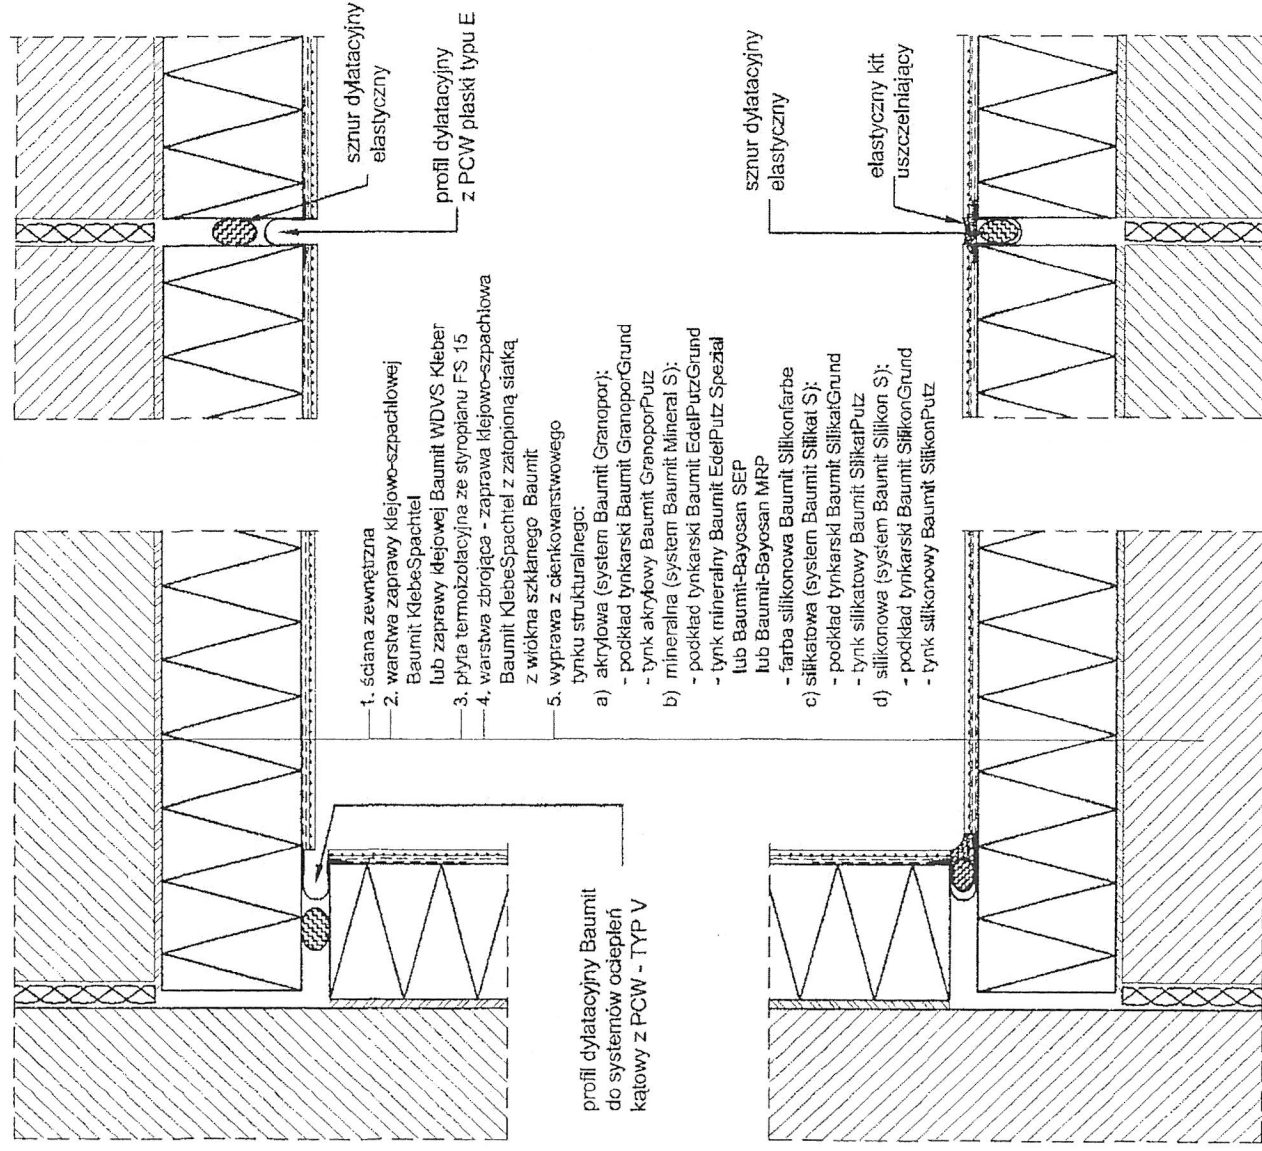 sznur dylatacyjny
elastyczny
profil dylatacyjny
z PCW płaski typu E
sznur dylatacyjny
elastyczny
elastyczny kit
uszczelniający
1. ściana zewnętrzna
2. warstwa zaprawy klejowo-szpachlowej
Baumit KlebeSpachtel
lub zaprawy klejowej Baumit WDVS Kleber
3. płyta termoizolacyjna ze styropianu FS 15
4. warstwa zbrojąca - zaprawa klejowo-szpachlowa
Baumit KlebeSpachtel z zatopioną siatką
z włókna szklanego Baumit
5. wyprawa z cienkowarstwowego
tynku strukturalnego:
a) akrylowa (system Baumit Granopor):
- podkład tynkarski Baumit GranoporGrund
- tynk akrylowy Baumit GranoporPutz
b) mineralna (system Baumit Mineral S):
- podkład tynkarski Baumit EdelPutzGrund
- tynk mineralny Baumit EdelPutz Spezial
lub Baumit-Bayosan SEP
lub Baumit-Bayosan MRP
- farba silikonowa Baumit Silikonfarbe
c) silikatowa (system Baumit Silikat S):
- podkład tynkarski Baumit SilikatGrund
- tynk silikatowy Baumit SilikatPutz
d) silikonowa (system Baumit Silikon S):
- podkład tynkarski Baumit SilikonGrund
- tynk silikonowy Baumit SilikonPutz
profil dylatacyjny Baumit
do systemów ociepleń
kątowy z PCW - TYP V